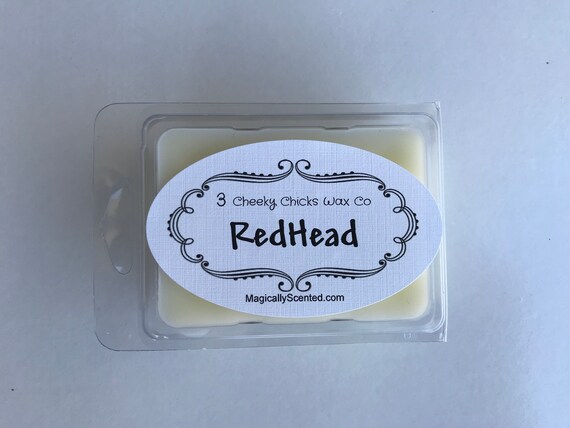 3 Cheeky Chicks Wax Co
RedHead
MagicallyScented.com